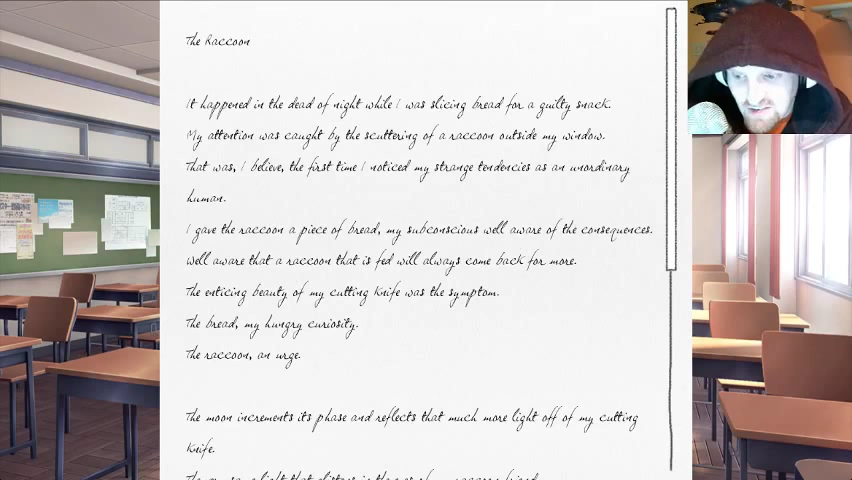 The Raccoon
It happened in the dead of night while I was slicing bread for a guilty snack.
My attention was caught by the scuttering of a raccoon outside my window.
That was, I believe, the first time I noticed my strange tendencies as an unordinary
human.
I gave the raccoon a piece of bread, my subconscious well aware of the consequences.
Well aware that a raccoon that is fed will always come back for more.
The enticing beauty of my cutting knife was the symptom.
The bread, my hungry curiosity.
The raccoon, an urge.
The moon increments its phase and reflects that much more light off of my cutting
knife.